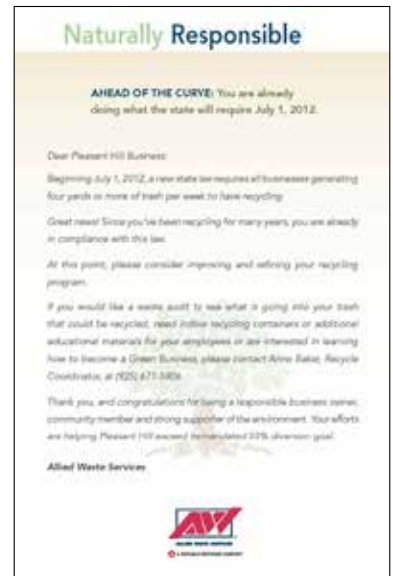 Naturally Responsible
AHEAD OF THE CURVE: You are already
doing what the state will require July 1, 2012.
Dear Pleasant Hill Business:
Beginning July 1, 2012, a new state law requires all businesses generating
four yards or more of trash per week to have recycling.
Great news! Since you've been recycling for many years, you are already
in compliance with this law.
At this point, please consider improving and refining your recycling
program.
If you would like a waste audit to see what is going into your trash
that could be recycled, need indoor recycling containers or additional
educational materials for your employees or are interested in learning
how to become a Green Business, please contact Anne Baker, Recycle
Coordinator, at (925)
Thank you, and congratulations for being a responsible business owner,
community member and strong supporter of the environment. Your efforts
are helping Pleasant Hill exceed its mandated 50% diversion goal.
Allied Waste Services
AW
ALLIED WASTE SERVICES
A REPUBLIC SERVICES COMPANY